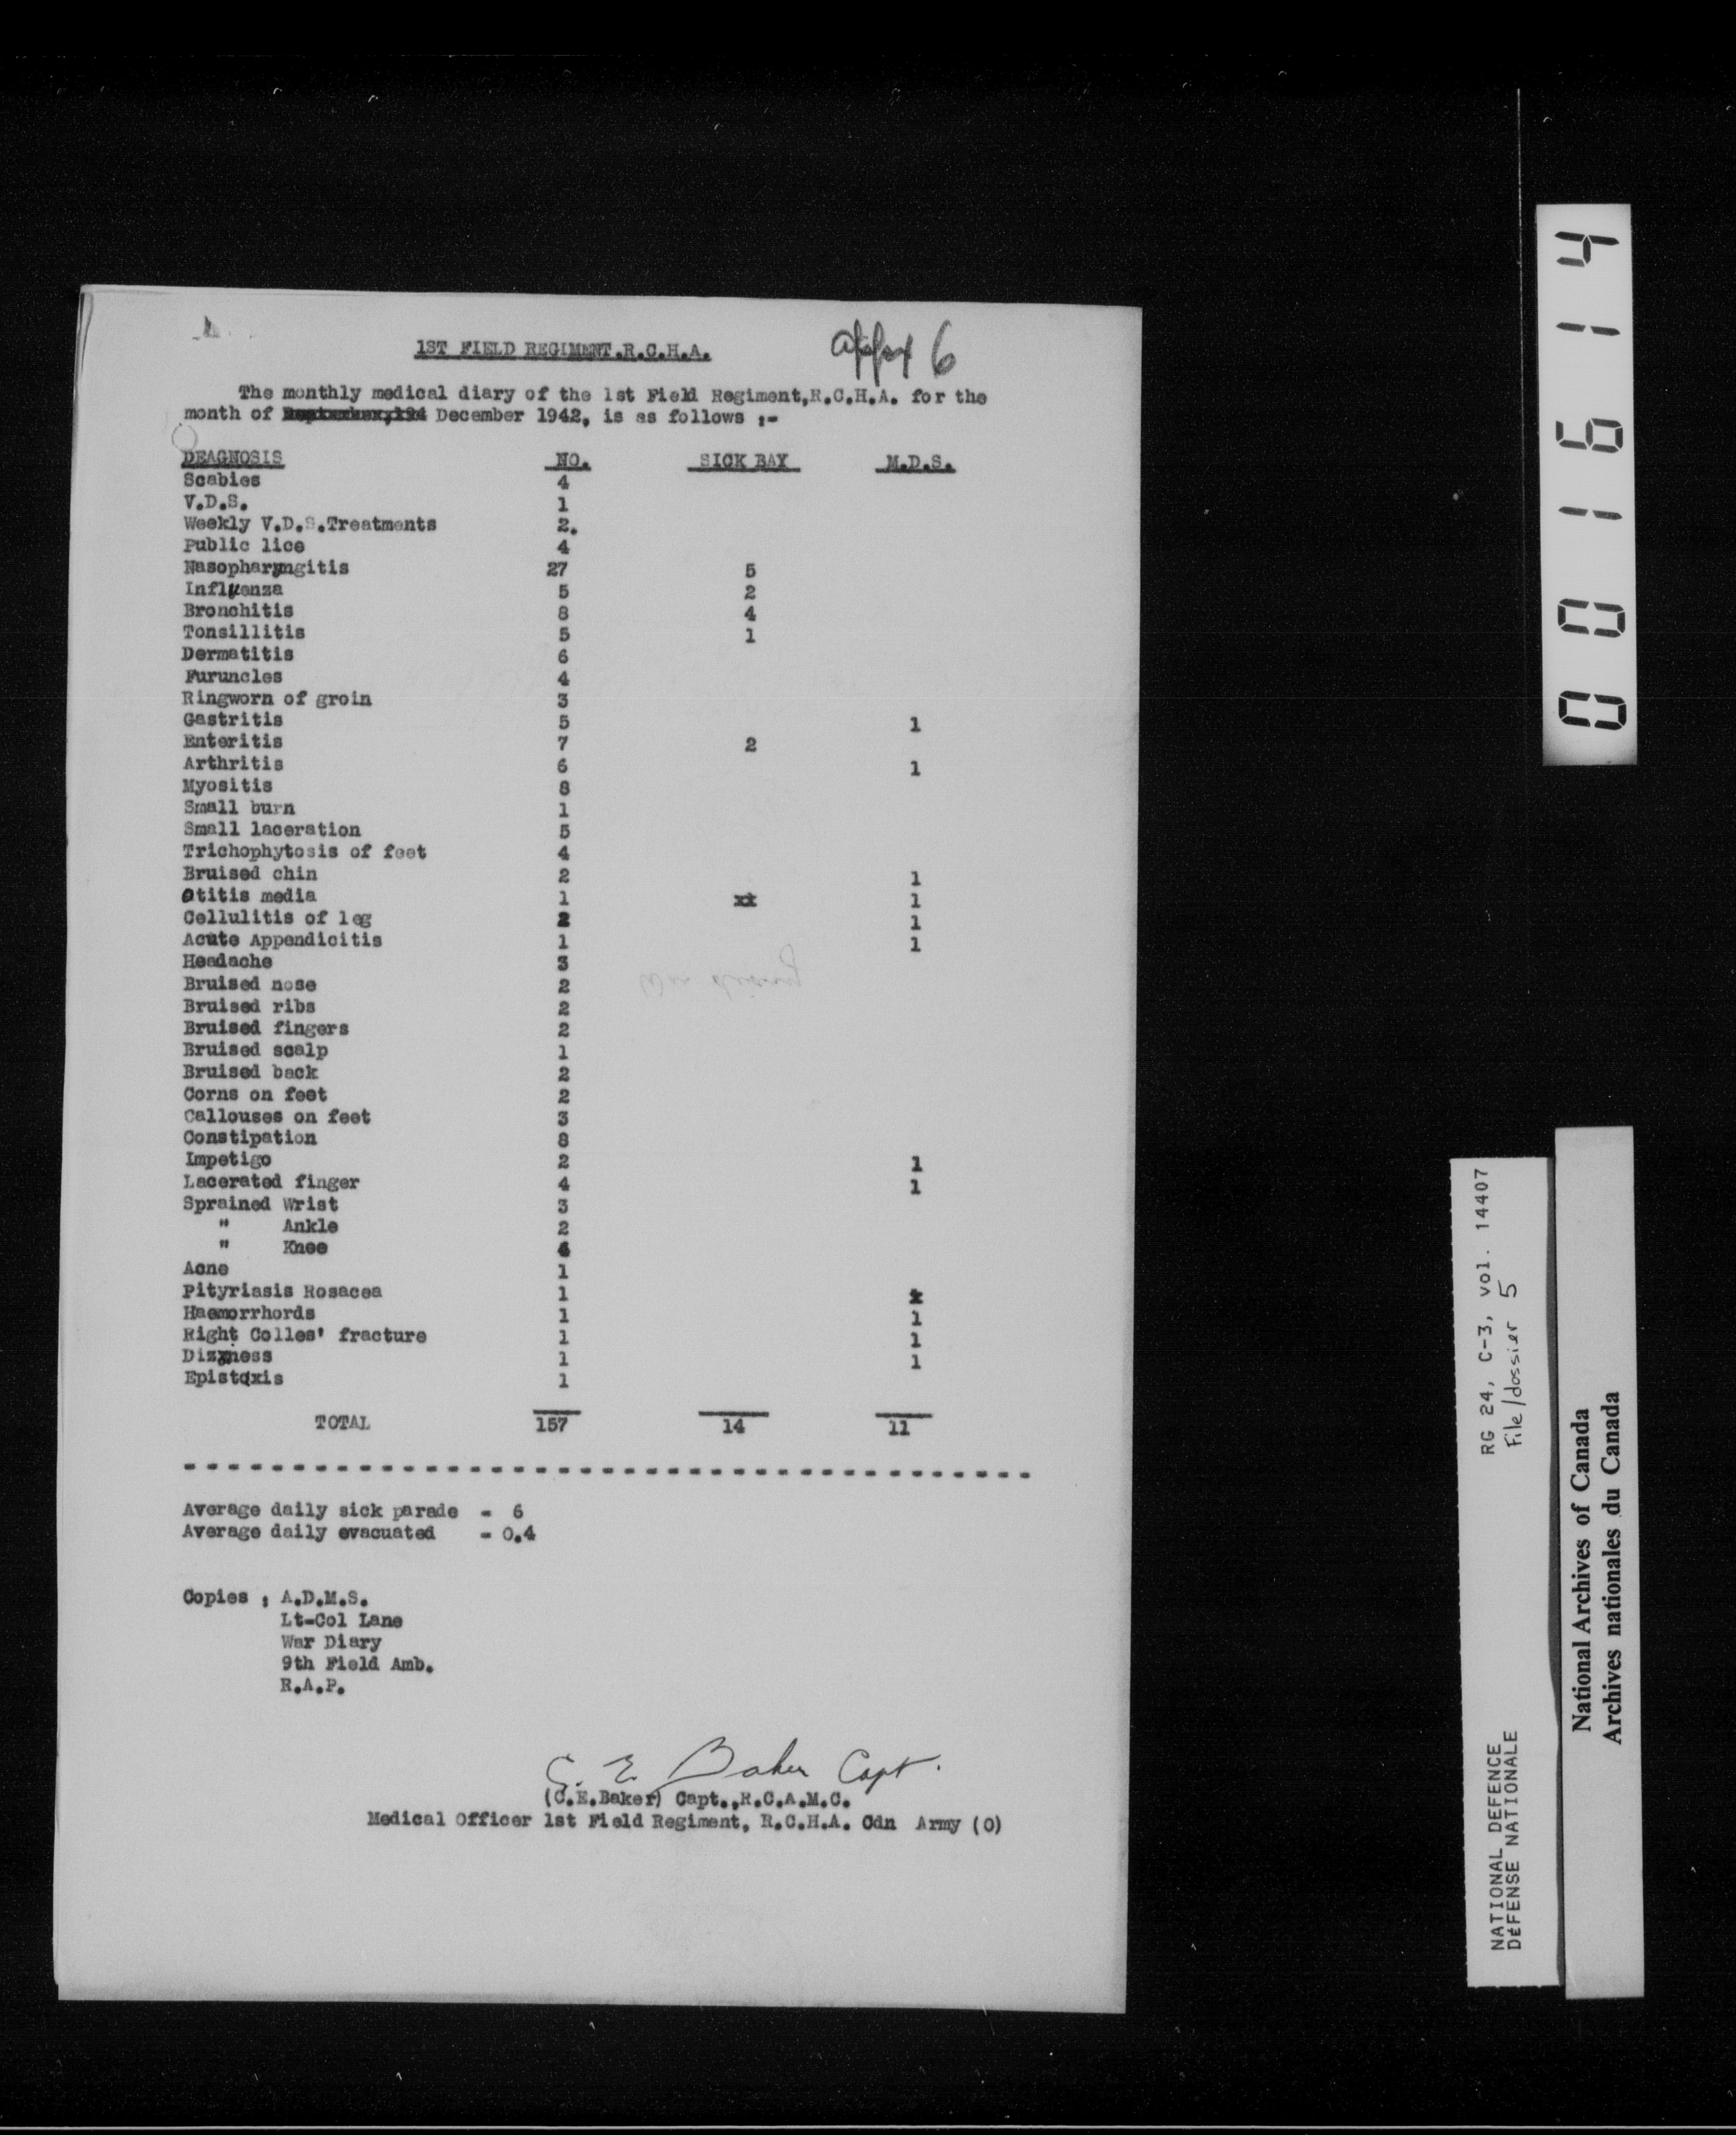 appx 6
1ST FIELD REGIMENT.R.C.H.A.
The monthly medical diary of the 1st Field Regiment,R.C.H.A. for the
month of December 1942, is as follows :-
DEAGNOSIS NO. SICK BAY M.D.S.
Scabies 4
V.D.S. 1
Weekly V.D.S.Treatments 2.
Public lice 4
Nasopharyngitis 27 5
Influenza 5 2
Bronchitis 8 4
Tonsillitis 5 1
Dermatitis 6
Furuncles 4
Ringworn of groin 3
Gastritis 5 1
Enteritis 7 2
Arthritis 6 1
Myositis 8
Small burn 1
Small laceration 5
Trichophytosis of feet 4
Bruised chin 2 1
Otitis media 1 xx 1
Cellulitis of leg 2 1
Acute Appendicitis 1 1
Headache 3
War diary
Bruised nose 2
Bruised ribs 2
Bruised fingers 2
Bruised scalp 1
Bruised back 2
Corns on feet 2
Callouses on feet 3
Constipation 8
Impetigo 2 1
Lacerated finger 4 1
Sprained Wrist 3
" Ankle 2
" Knee
Acne 1
Pityriasis Rosacea 1 x
Haemorrhords 1 1
Right Colles' fracture 1 1
Dizzness 1 1
Epistaxis 1
TOTAL 157 14 11
Average daily sick parade - 6
Average daily evacuated - 0.4
Copies : A.D.M.S.
Lt-Col Lane
War Diary
9th Field Amb.
R.A.P.
C. E. Baker Capt.
(C.E.Baker) Capt.,R.C.A.M.C.
Medical Officer 1st Field Regiment, R.C.H.A. Cdn Army (O)
001614
RG 24, C-3, vol. 14407
File/dossier 5
NATIONAL DEFENCE
DÉFENSE NATIONALE
National Archives of Canada
Archives nationales du Canada